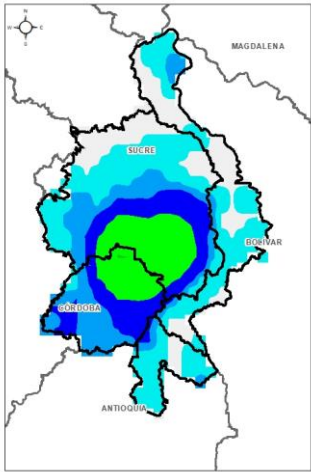 N
W E
S
MAGDALENA
SUCRE
BOLÍVAR
CÓRDOBA
ANTIOQUIA